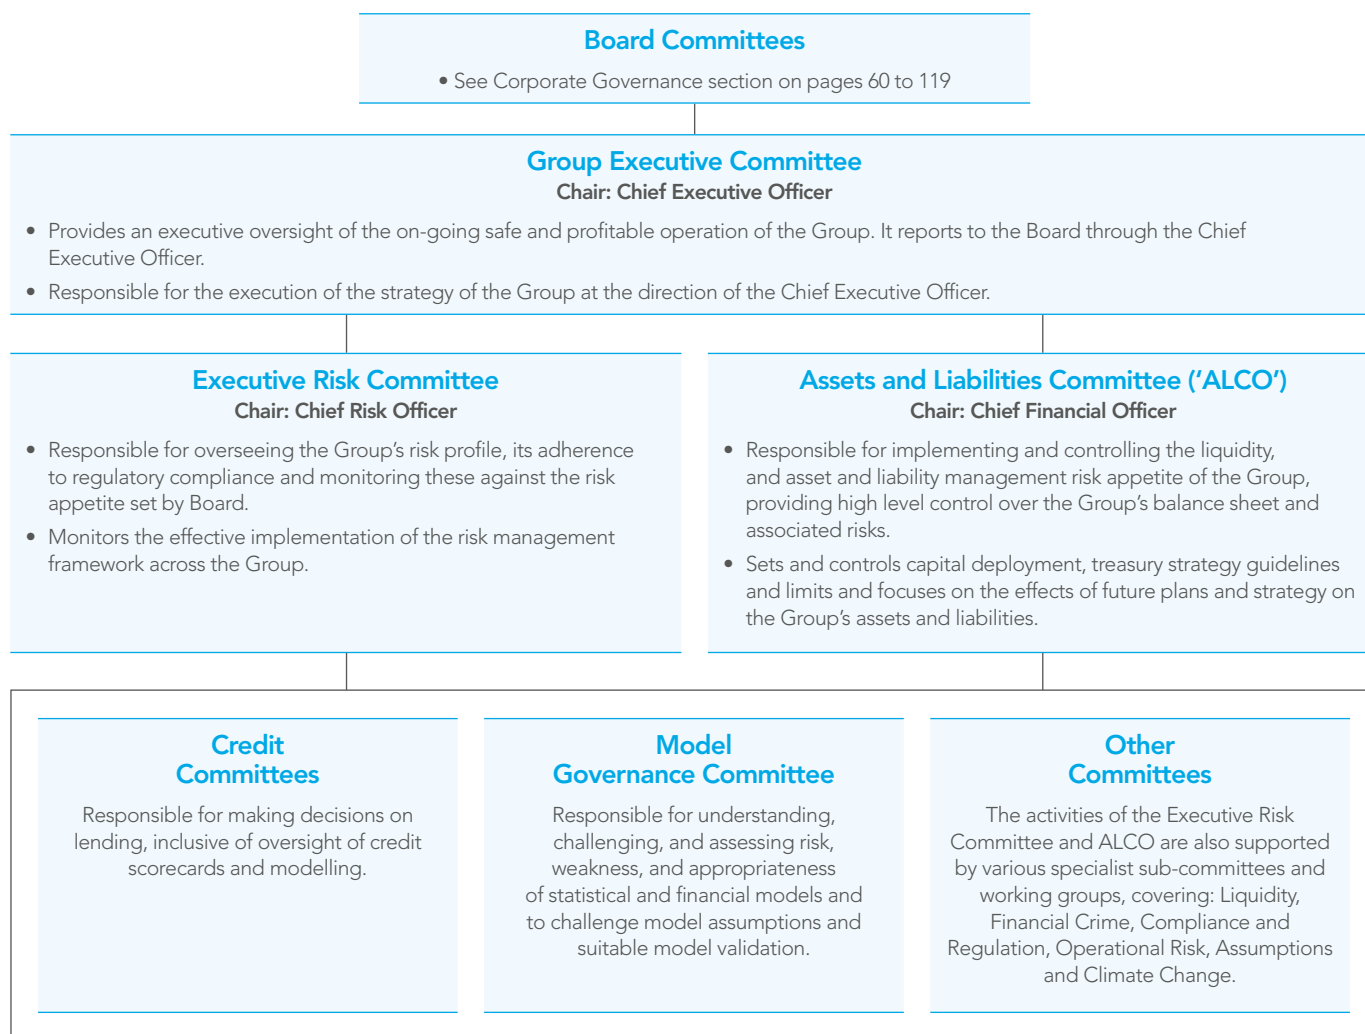 Board Committees
• See Corporate Governance section on pages 60 to 119
Group Executive Committee
Chair: Chief Executive Officer
• Provides an executive oversight of the on-going safe and profitable operation of the Group. It reports to the Board through the Chief
Executive Officer.
• Responsible for the execution of the strategy of the Group at the direction of the Chief Executive Officer.
Executive Risk Committee
Chair: Chief Risk Officer
• Responsible for overseeing the Group’s risk profile, its adherence
to regulatory compliance and monitoring these against the risk
appetite set by Board.
• Monitors the effective implementation of the risk management
framework across the Group.
Assets and Liabilities Committee (‘ALCO’)
Chair: Chief Financial Officer
• Responsible for implementing and controlling the liquidity,
and asset and liability management risk appetite of the Group,
providing high level control over the Group’s balance sheet and
associated risks.
• Sets and controls capital deployment, treasury strategy guidelines
and limits and focuses on the effects of future plans and strategy on
the Group’s assets and liabilities.
Credit
Committees
Responsible for making decisions on
lending, inclusive of oversight of credit
scorecards and modelling.
Model
Governance Committee
Responsible for understanding,
challenging, and assessing risk,
weakness, and appropriateness
of statistical and financial models and
to challenge model assumptions and
suitable model validation.
Other
Committees
The activities of the Executive Risk
Committee and ALCO are also supported
by various specialist sub-committees and
working groups, covering: Liquidity,
Financial Crime, Compliance and
Regulation, Operational Risk, Assumptions
and Climate Change.